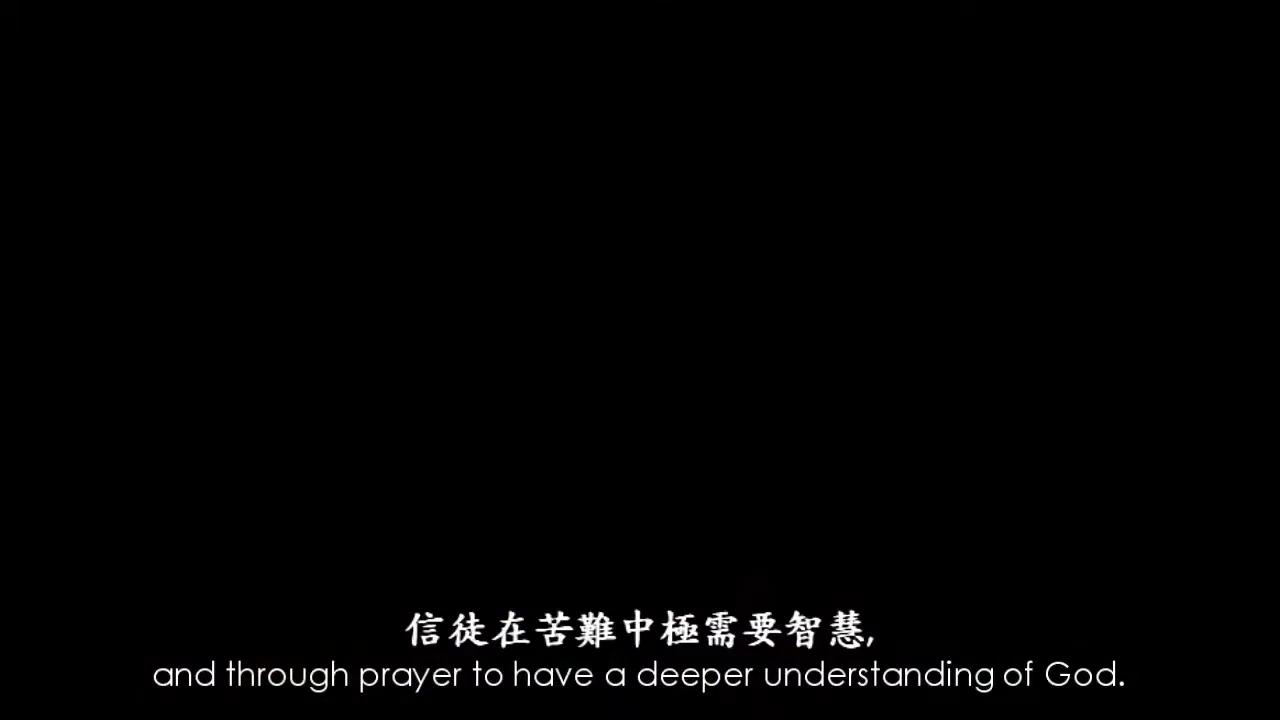 信徒在苦難中極需要智慧,
and through prayer to have a deeper understanding of God.